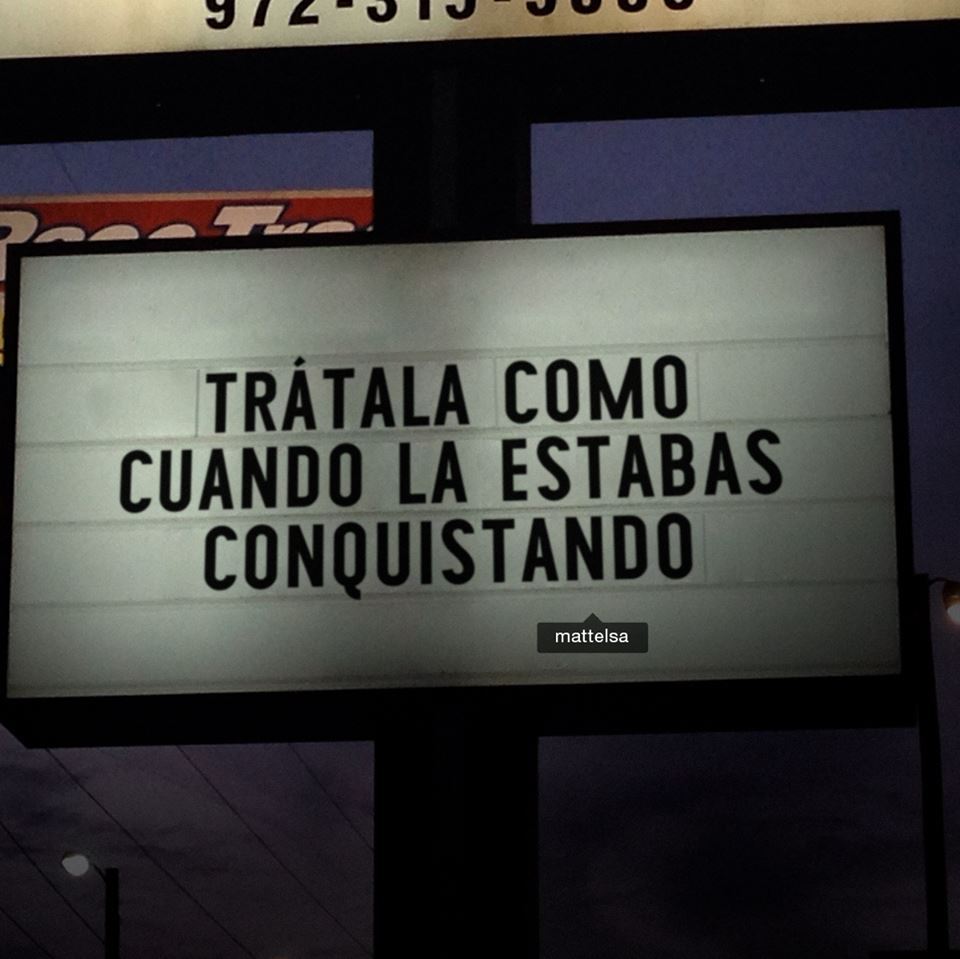 TRÁTALA COMO
CUANDO LA ESTABAS
CONQUISTANDO
mattelsa